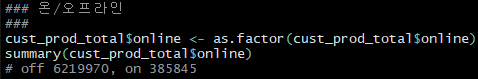 ### 온/오프라인
###
cust_prod_total$online <- as.factor(cust_prod_total$online)
summary(cust_prod_total$online)
# off 6219970, on 385845